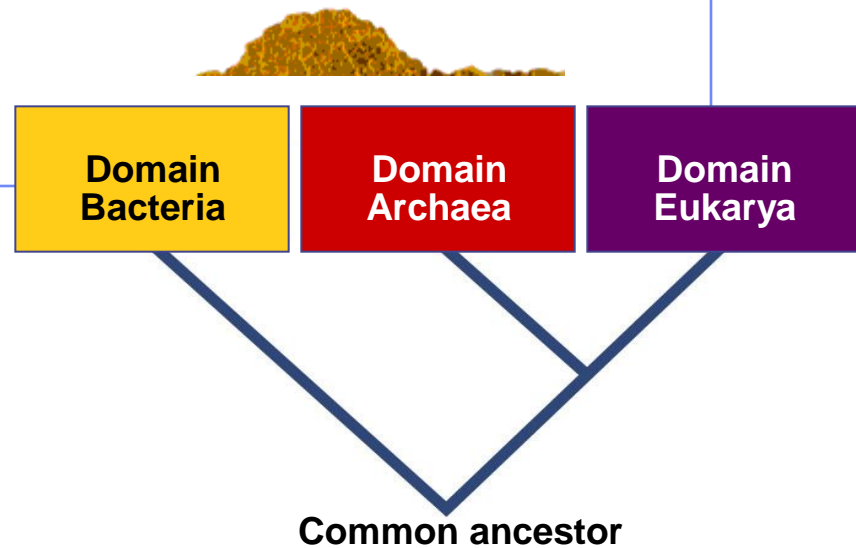 Domain
Bacteria
Domain
Archaea
Domain
Eukarya
Common ancestor